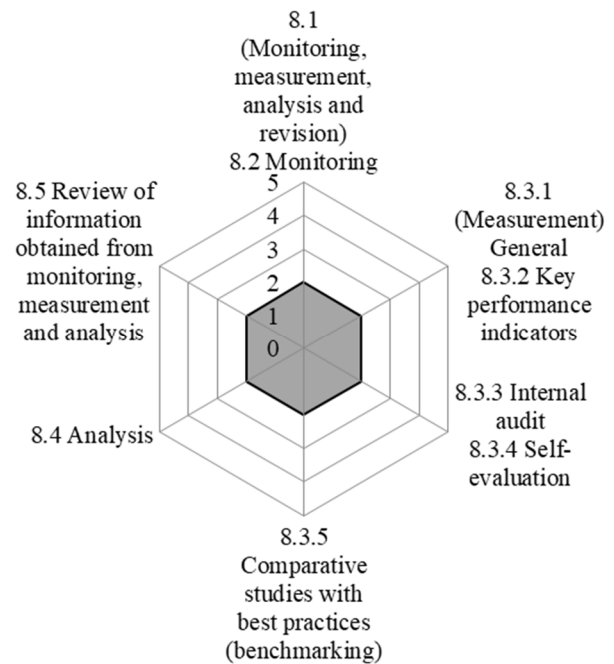 8.1
(Monitoring,
measurement,
analysis and
revision)
8.2 Monitoring
5
4
3
2
1
0
8.3.1
(Measurement)
General
8.3.2 Key
performance
indicators
8.3.3 Internal
audit
8.3.4 Self-
evaluation
8.3.5
Comparative
studies with
best practices
(benchmarking)
8.4 Analysis
8.5 Review of
information
obtained from
monitoring,
measurement
and analysis